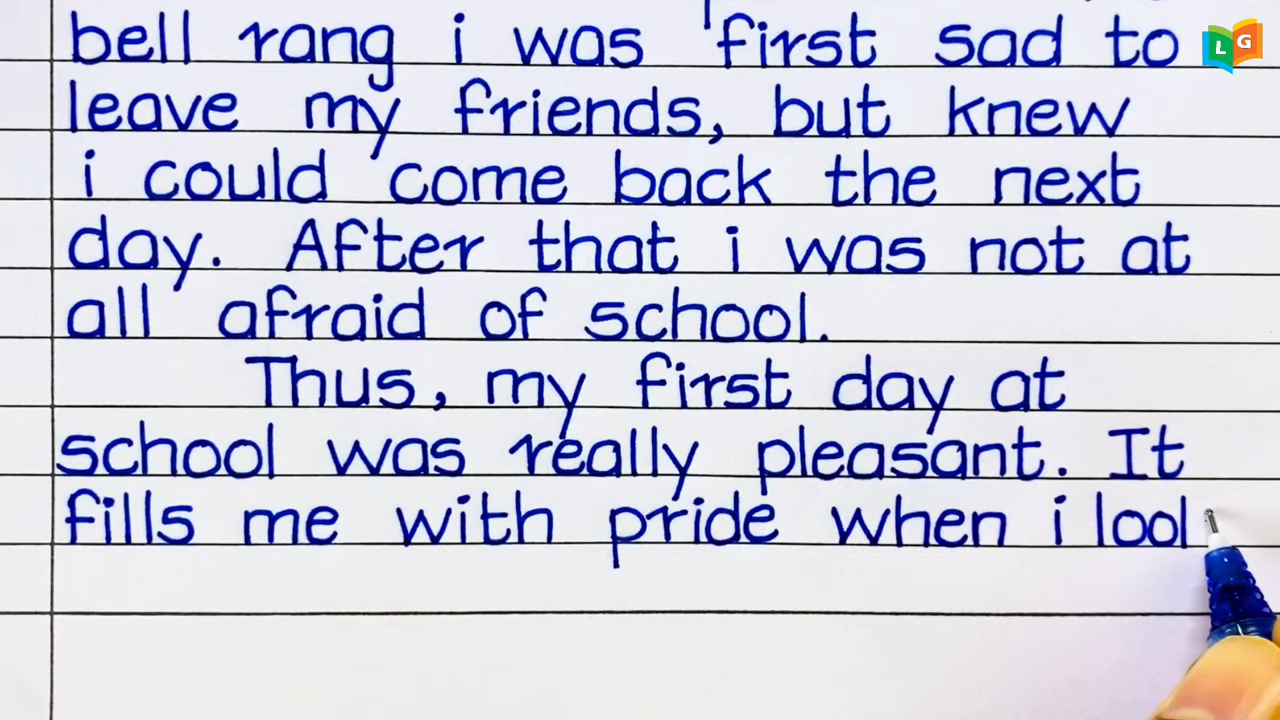 bell rang i was first sad to
leave my friends, but knew
i could come back the next
day. After that i was not at
all afraid of school.
Thus, my first day at
school was really pleasant. It
fills me with pride when i lool
L G